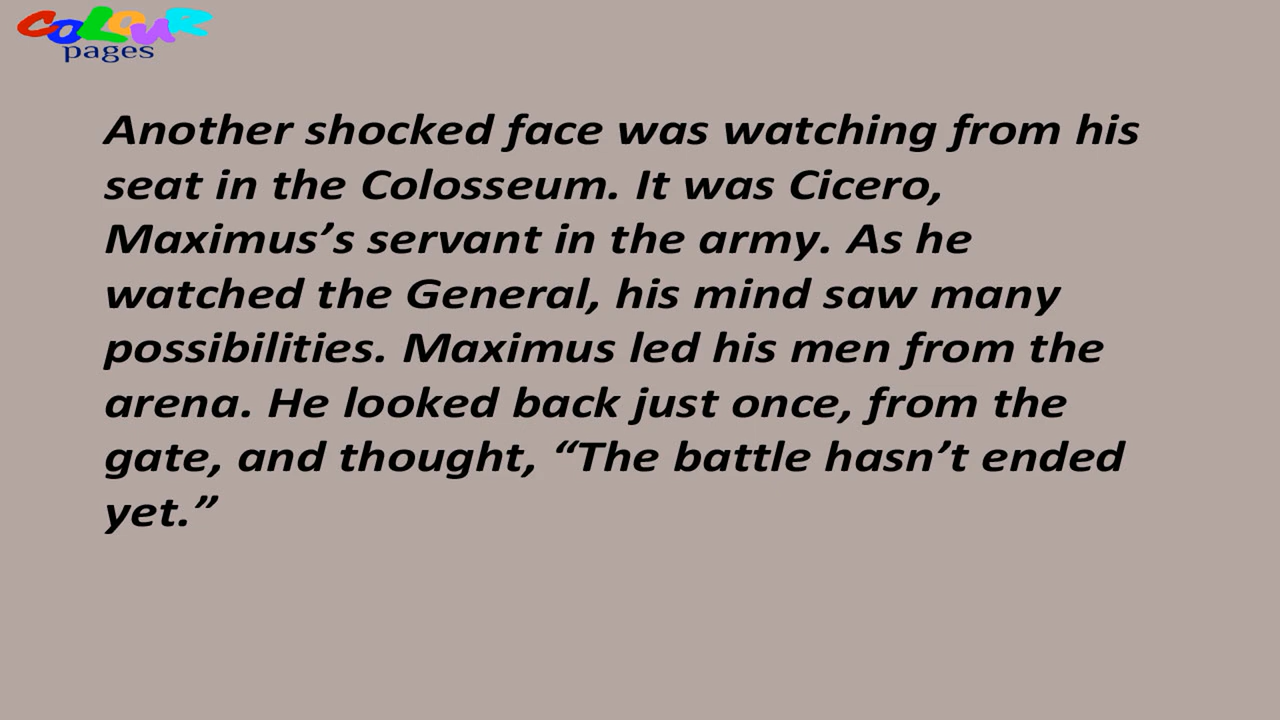 COLOUR
pages
Another shocked face was watching from his
seat in the Colosseum. It was Cicero,
Maximus’s servant in the army. As he
watched the General, his mind saw many
possibilities. Maximus led his men from the
arena. He looked back just once, from the
gate, and thought, “The battle hasn’t ended
yet.”